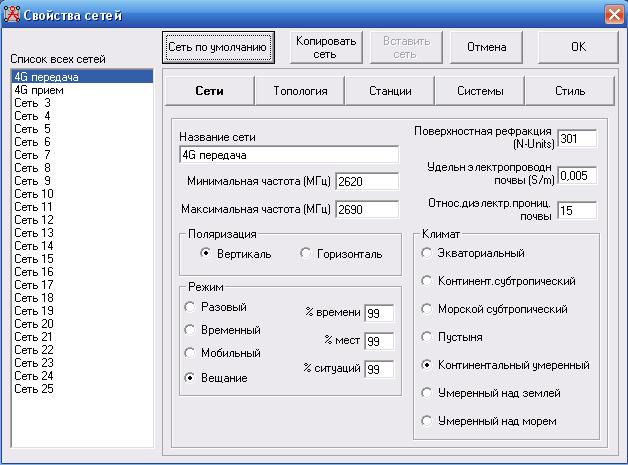 Свойства сетей
Сеть по умолчанию
Копировать сеть
Вставить сеть
Отмена
OK
Список всех сетей
4G передача
4G прием
Сеть 3
Сеть 4
Сеть 5
Сеть 6
Сеть 7
Сеть 8
Сеть 9
Сеть 10
Сеть 11
Сеть 12
Сеть 13
Сеть 14
Сеть 15
Сеть 16
Сеть 17
Сеть 18
Сеть 19
Сеть 20
Сеть 21
Сеть 22
Сеть 23
Сеть 24
Сеть 25
Сети
Топология
Станции
Системы
Стиль
Название сети
4G передача
Минимальная частота (МГц) 2620
Максимальная частота (МГц) 2690
Поверхностная рефракция
(N-Units) 301
Удельн электропроводн
почвы (S/m) 0,005
Относ.диэлектр.прониц.
почвы 15
Поляризация
Вертикаль
Горизонталь
Режим
Разовый
Временный
Мобильный
Вещание
% времени 99
% мест 99
% ситуаций 99
Климат
Экваториальный
Континент.субтропический
Морской субтропический
Пустыня
Континентальный умеренный
Умеренный над землей
Умеренный над морем